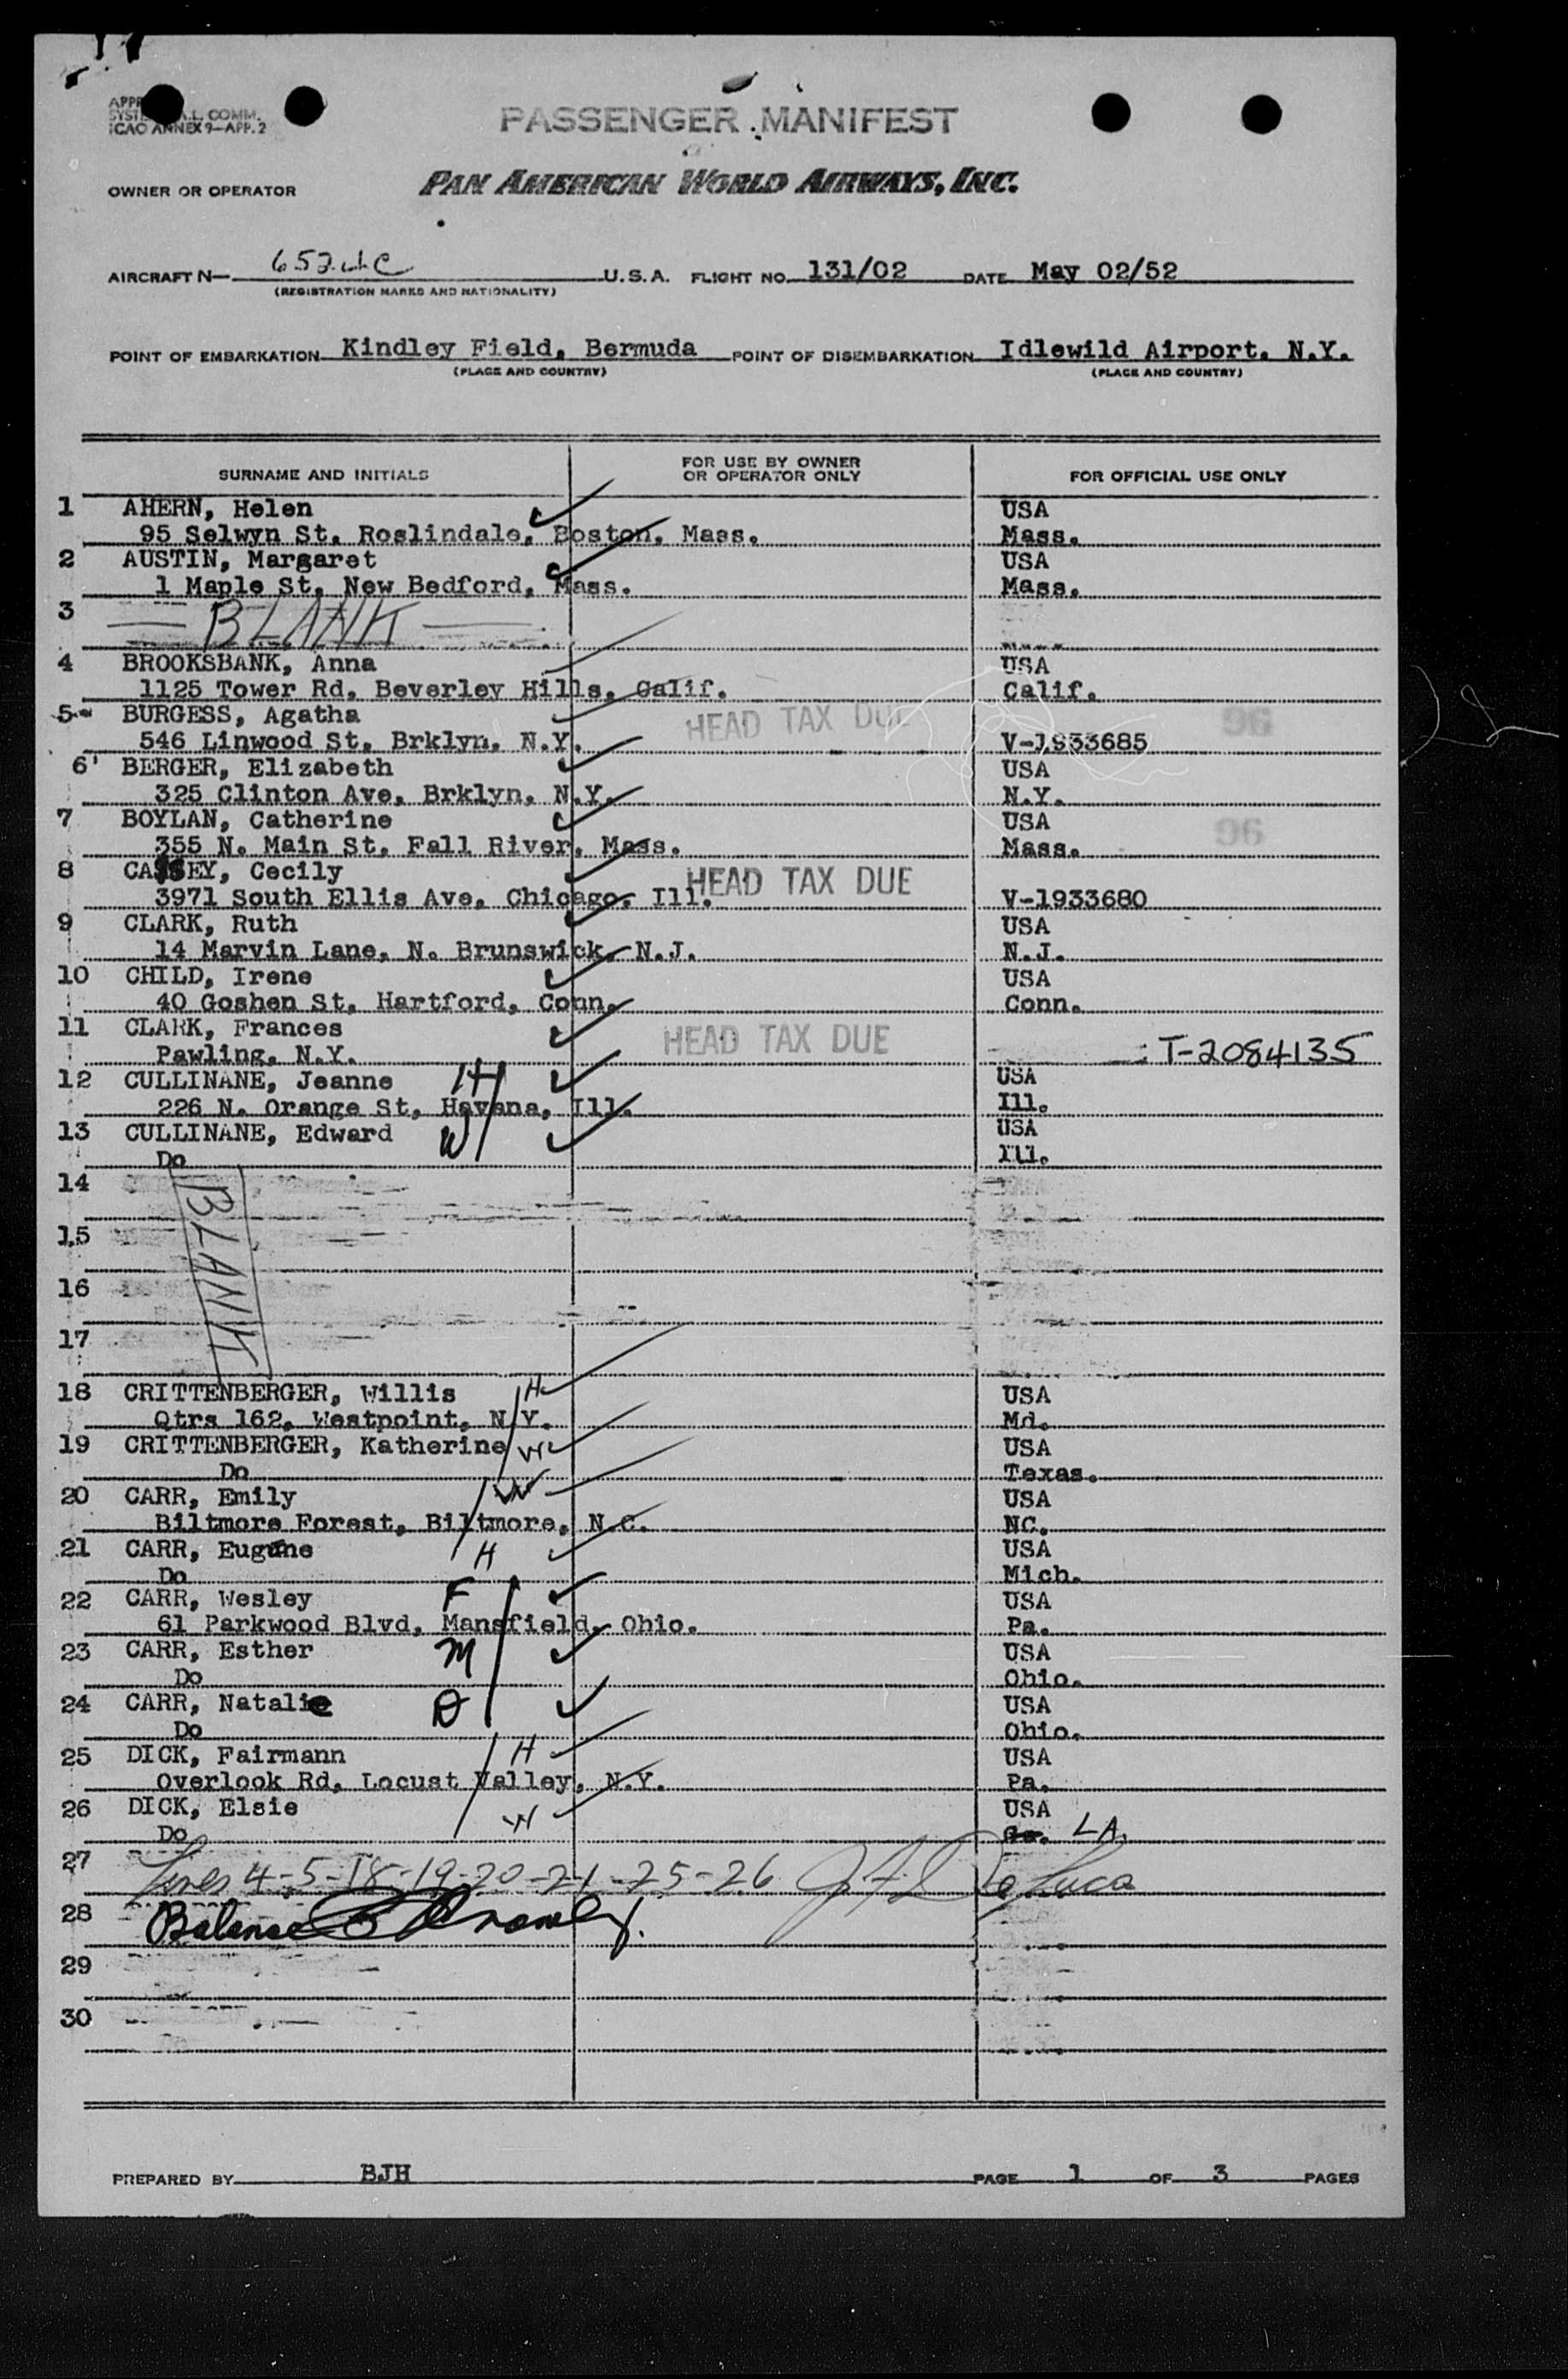 PASSENGER MANIFEST
ICAO ANNEX 9—APP. 2
OWNER OR OPERATOR PAN AMERICAN WORLD AIRWAYS, INC.
AIRCRAFT N— U.S.A. FLIGHT NO. 131/02 DATE May 02/52
(REGISTRATION MARKS AND NATIONALITY)
POINT OF EMBARKATION Kindley Field, Bermuda POINT OF DISEMBARKATION Idlewild Airport, N.Y.
(PLACE AND COUNTRY) (PLACE AND COUNTRY)
SURNAME AND INITIALS FOR USE BY OWNER OR OPERATOR ONLY FOR OFFICIAL USE ONLY
1 AHERN, Helen USA
95 Selwyn St, Roslindale, Boston, Mass. Mass.
2 AUSTIN, Margaret USA
1 Maple St, New Bedford, Mass. Mass.
3 — BLANK —
4 BROOKSBANK, Anna USA
1125 Tower Rd, Beverley Hills, Calif. Calif.
5 BURGESS, Agatha HEAD TAX DUE 96
546 Linwood St, Brklyn, N.Y. V-1933685
6 BERGER, Elizabeth USA
325 Clinton Ave, Brklyn, N.Y. N.Y.
7 BOYLAN, Catherine USA 96
355 N. Main St, Fall River, Mass. Mass.
8 CASSEY, Cecily HEAD TAX DUE
3971 South Ellis Ave, Chicago, Ill. V-1933680
9 CLARK, Ruth USA
14 Marvin Lane, N. Brunswick, N.J. N.J.
10 CHILD, Irene USA
40 Goshen St, Hartford, Conn. Conn.
11 CLARK, Frances HEAD TAX DUE
Pawling, N.Y. T-2084135
12 CULLINANE, Jeanne H USA
226 N. Orange St, Havana, Ill. Ill.
13 CULLINANE, Edward W USA
Do Ill.
14
15
BLANK
16
17
18 CRITTENBERGER, Willis H USA
Qtrs 162, Westpoint, N.Y. Md.
19 CRITTENBERGER, Katherine W USA
Do Texas.
20 CARR, Emily W USA
Biltmore Forest, Biltmore, N.C. NC.
21 CARR, Eugene H USA
Do Mich.
22 CARR, Wesley F USA
61 Parkwood Blvd, Mansfield, Ohio. Pa.
23 CARR, Esther M USA
Do Ohio.
24 CARR, Natalie D USA
Do Ohio.
25 DICK, Fairmann H USA
Overlook Rd, Locust Valley, N.Y. Pa.
26 DICK, Elsie W USA
Do LA.
27 Lines 4-5-18-19-20-21-25-26
28 Balance
29
30
PREPARED BY BJH PAGE 1 OF 3 PAGES